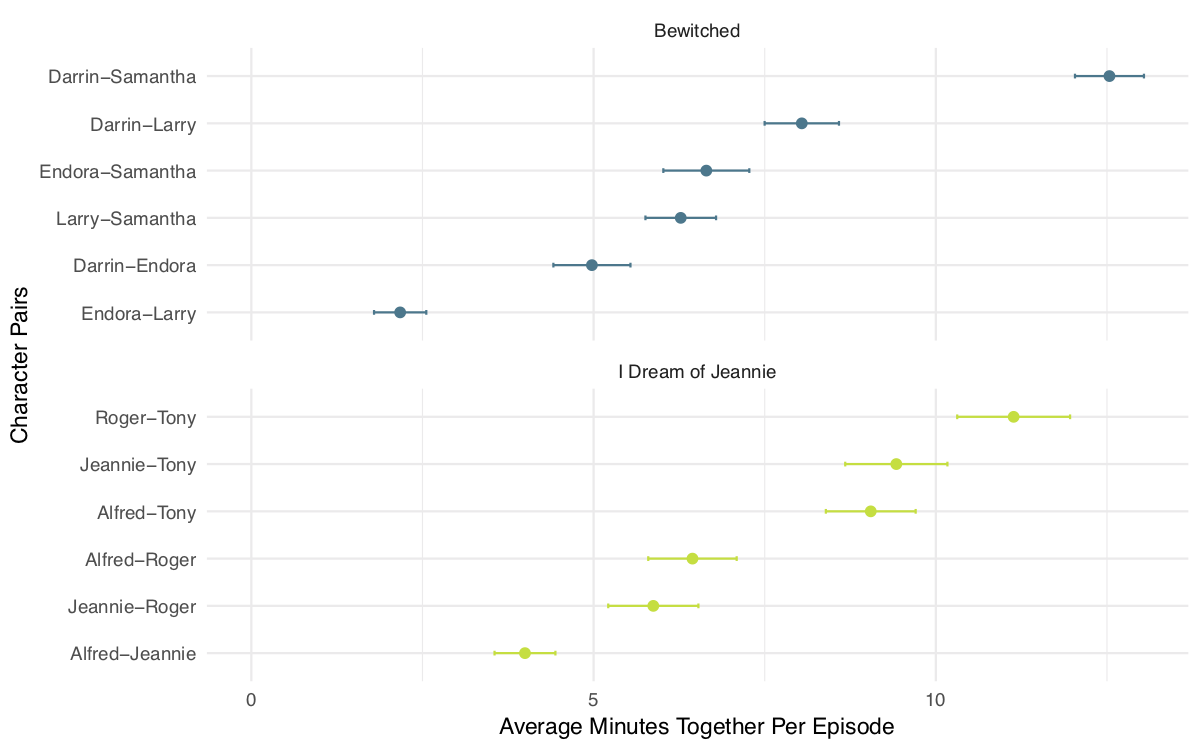 Bewitched
Darrin–Samantha
Darrin–Larry
Endora–Samantha
Larry–Samantha
Darrin–Endora
Endora–Larry
Character Pairs
I Dream of Jeannie
Roger–Tony
Jeannie–Tony
Alfred–Tony
Alfred–Roger
Jeannie–Roger
Alfred–Jeannie
0 5 10
Average Minutes Together Per Episode